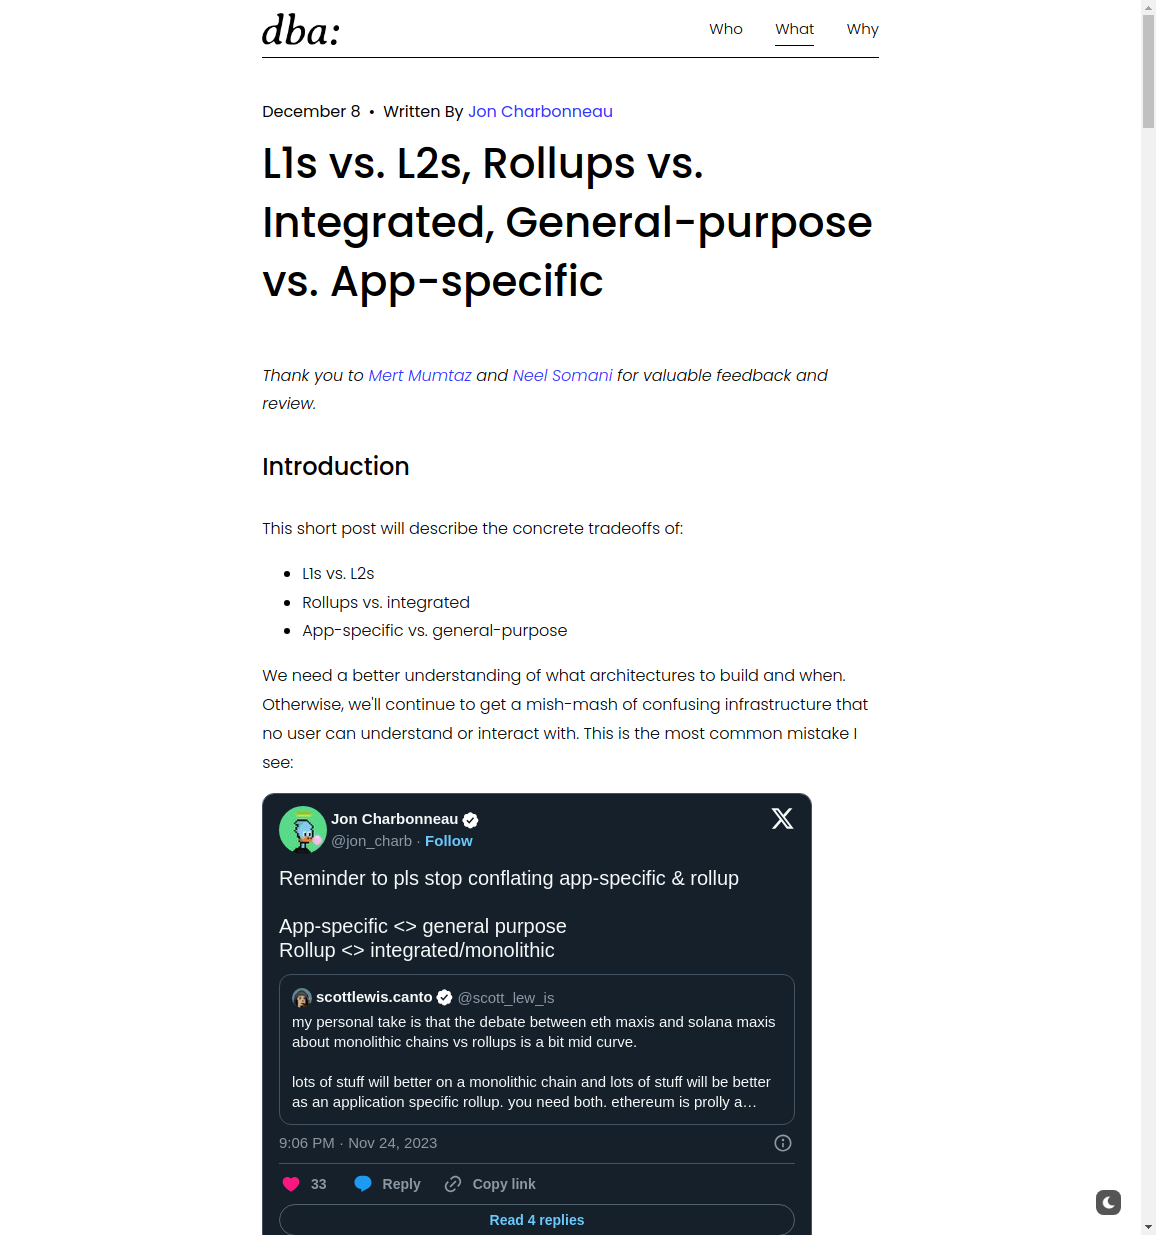 dba:
Who What Why
December 8 • Written By Jon Charbonneau
L1s vs. L2s, Rollups vs.
Integrated, General-purpose
vs. App-specific
Thank you to Mert Mumtaz and Neel Somani for valuable feedback and
review.
Introduction
This short post will describe the concrete tradeoffs of:
• L1s vs. L2s
• Rollups vs. integrated
• App-specific vs. general-purpose
We need a better understanding of what architectures to build and when.
Otherwise, we'll continue to get a mish-mash of confusing infrastructure that
no user can understand or interact with. This is the most common mistake I
see:
Jon Charbonneau
@jon_charb · Follow
Reminder to pls stop conflating app-specific & rollup
App-specific <> general purpose
Rollup <> integrated/monolithic
scottlewis.canto @scott_lew_is
my personal take is that the debate between eth maxis and solana maxis
about monolithic chains vs rollups is a bit mid curve.
lots of stuff will better on a monolithic chain and lots of stuff will be better
as an application specific rollup. you need both. ethereum is prolly a…
9:06 PM · Nov 24, 2023
33 Reply Copy link
Read 4 replies